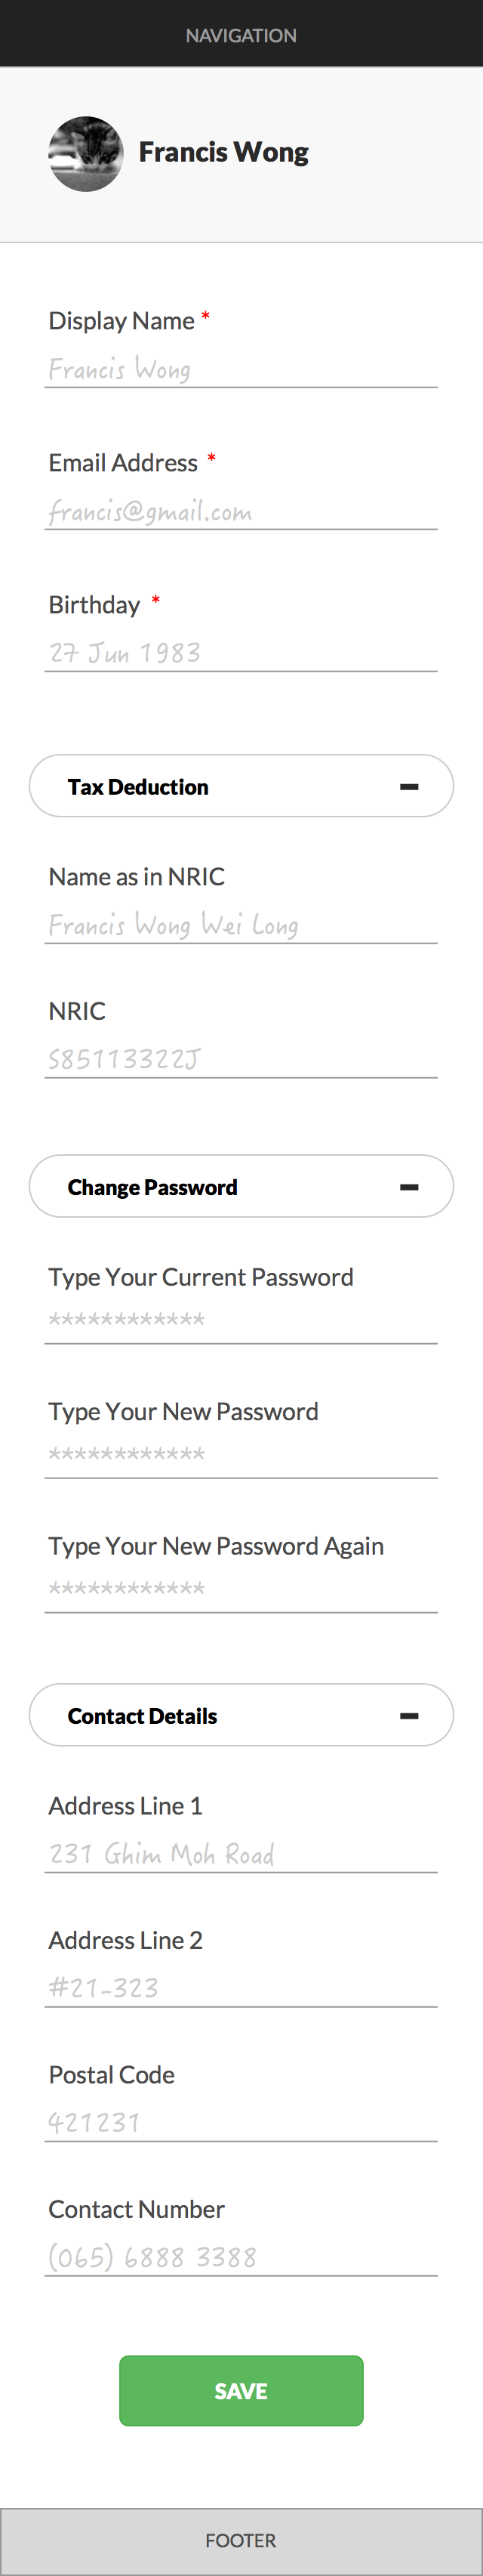 NAVIGATION
Francis Wong
Display Name *
Francis Wong
Email Address *
francis@gmail.com
Birthday *
27 Jun 1983
Tax Deduction
Name as in NRIC
Francis Wong Wei Long
NRIC
S85113322J
Change Password
Type Your Current Password
************
Type Your New Password
************
Type Your New Password Again
************
Contact Details
Address Line 1
231 Ghim Moh Road
Address Line 2
#21-323
Postal Code
421231
Contact Number
(065) 6888 3388
SAVE
FOOTER